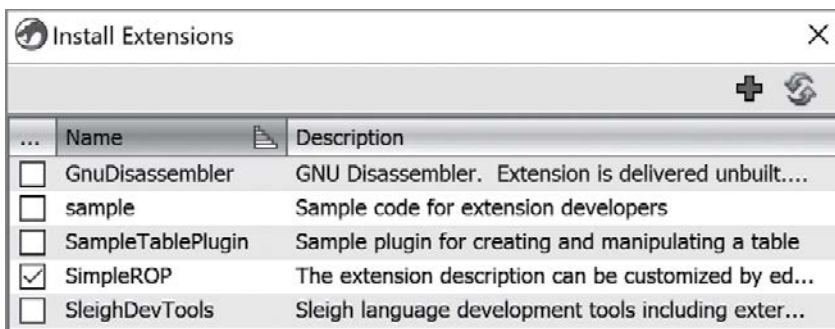 Install Extensions
... Name Description
GnuDisassembler GNU Disassembler. Extension is delivered unbuilt....
sample Sample code for extension developers
SampleTablePlugin Sample plugin for creating and manipulating a table
SimpleROP The extension description can be customized by ed...
SleighDevTools Sleigh language development tools including exter...